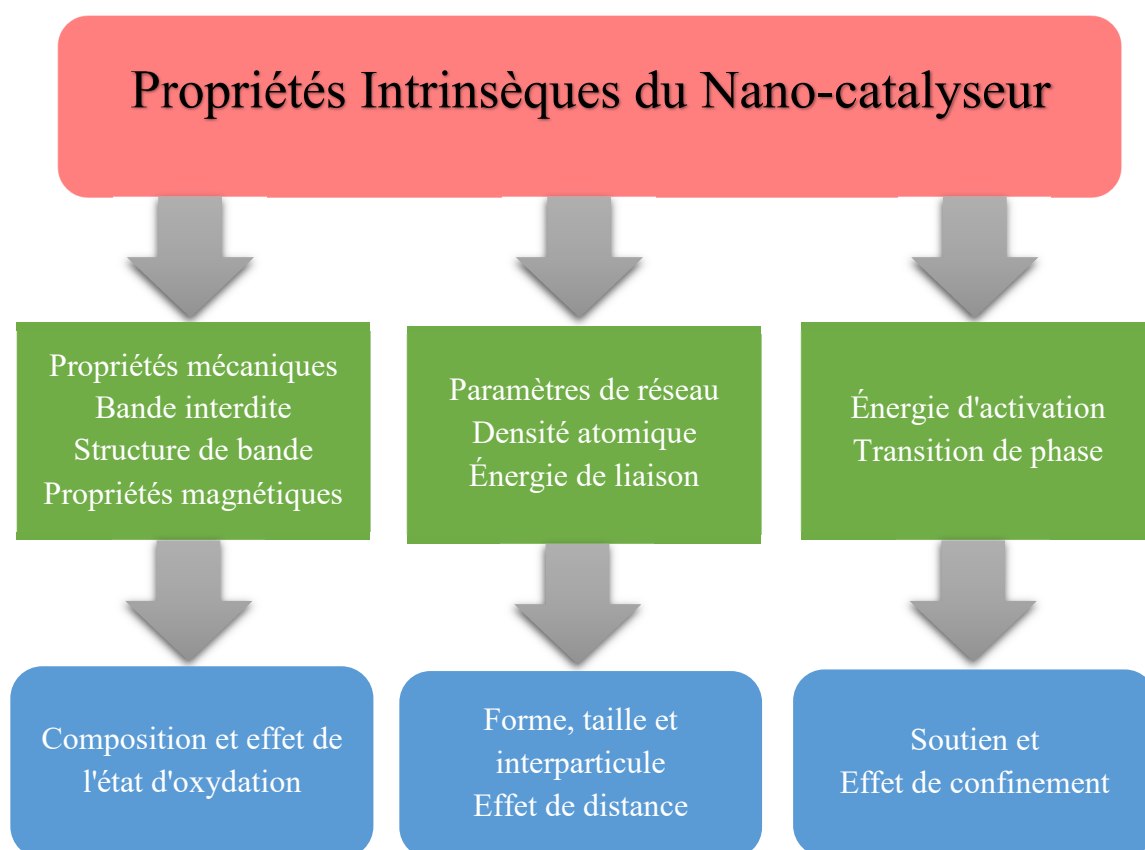 Propriétés Intrinsèques du Nano-catalyseur
Propriétés mécaniques
Bande interdite
Structure de bande
Propriétés magnétiques
Paramètres de réseau
Densité atomique
Énergie de liaison
Énergie d'activation
Transition de phase
Composition et effet de
l'état d'oxydation
Forme, taille et
interparticule
Effet de distance
Soutien et
Effet de confinement